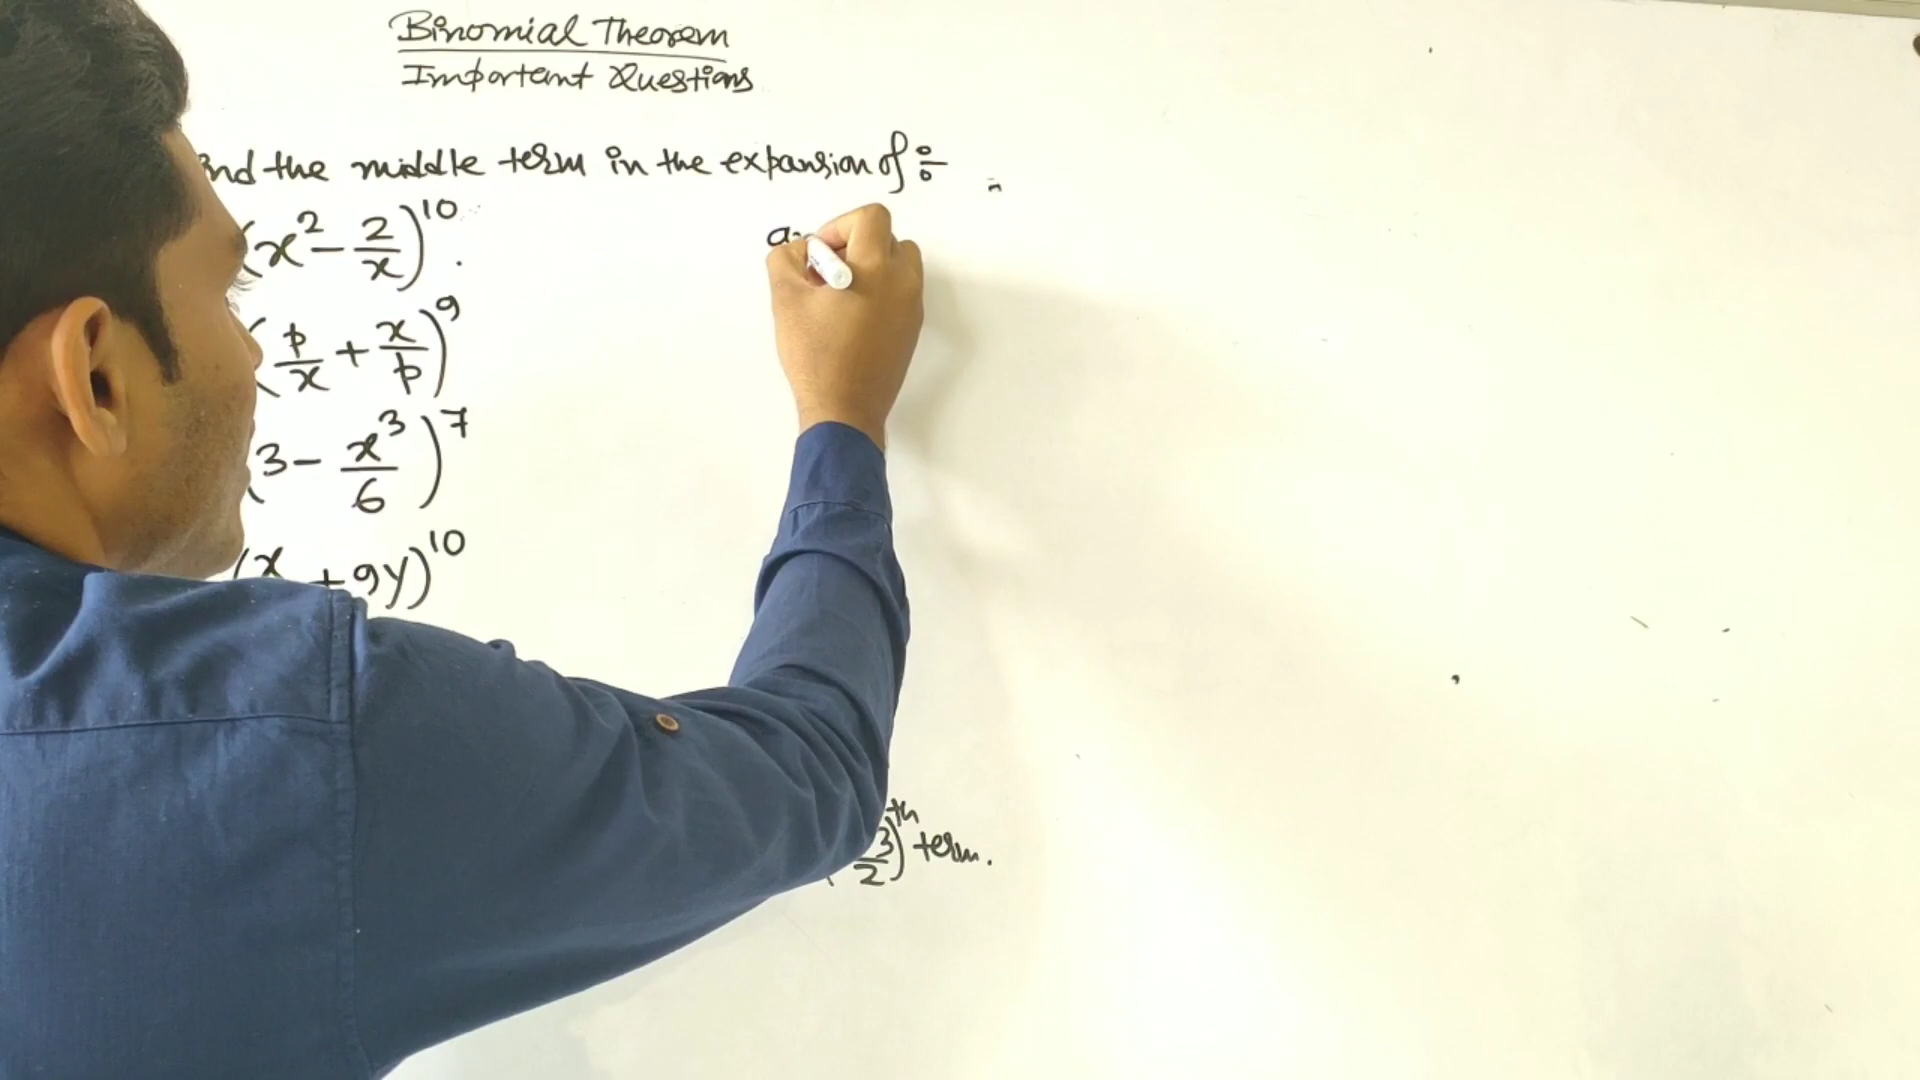 Binomial Theorem
Important Questions
the middle term in the expansion of :-
(x² - 2/x)¹⁰.
(p/x + x/p)⁹
(3 - x³/6)⁷
(x + 9y)¹⁰
3/2)th term.